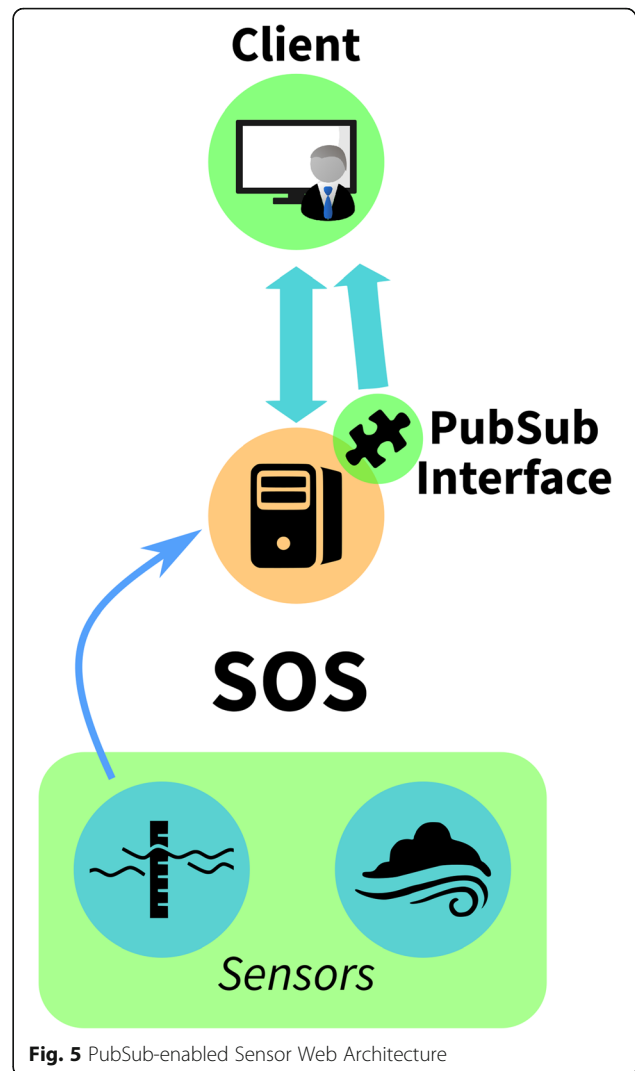 Client
PubSub
Interface
SOS
Sensors
Fig. 5 PubSub-enabled Sensor Web Architecture